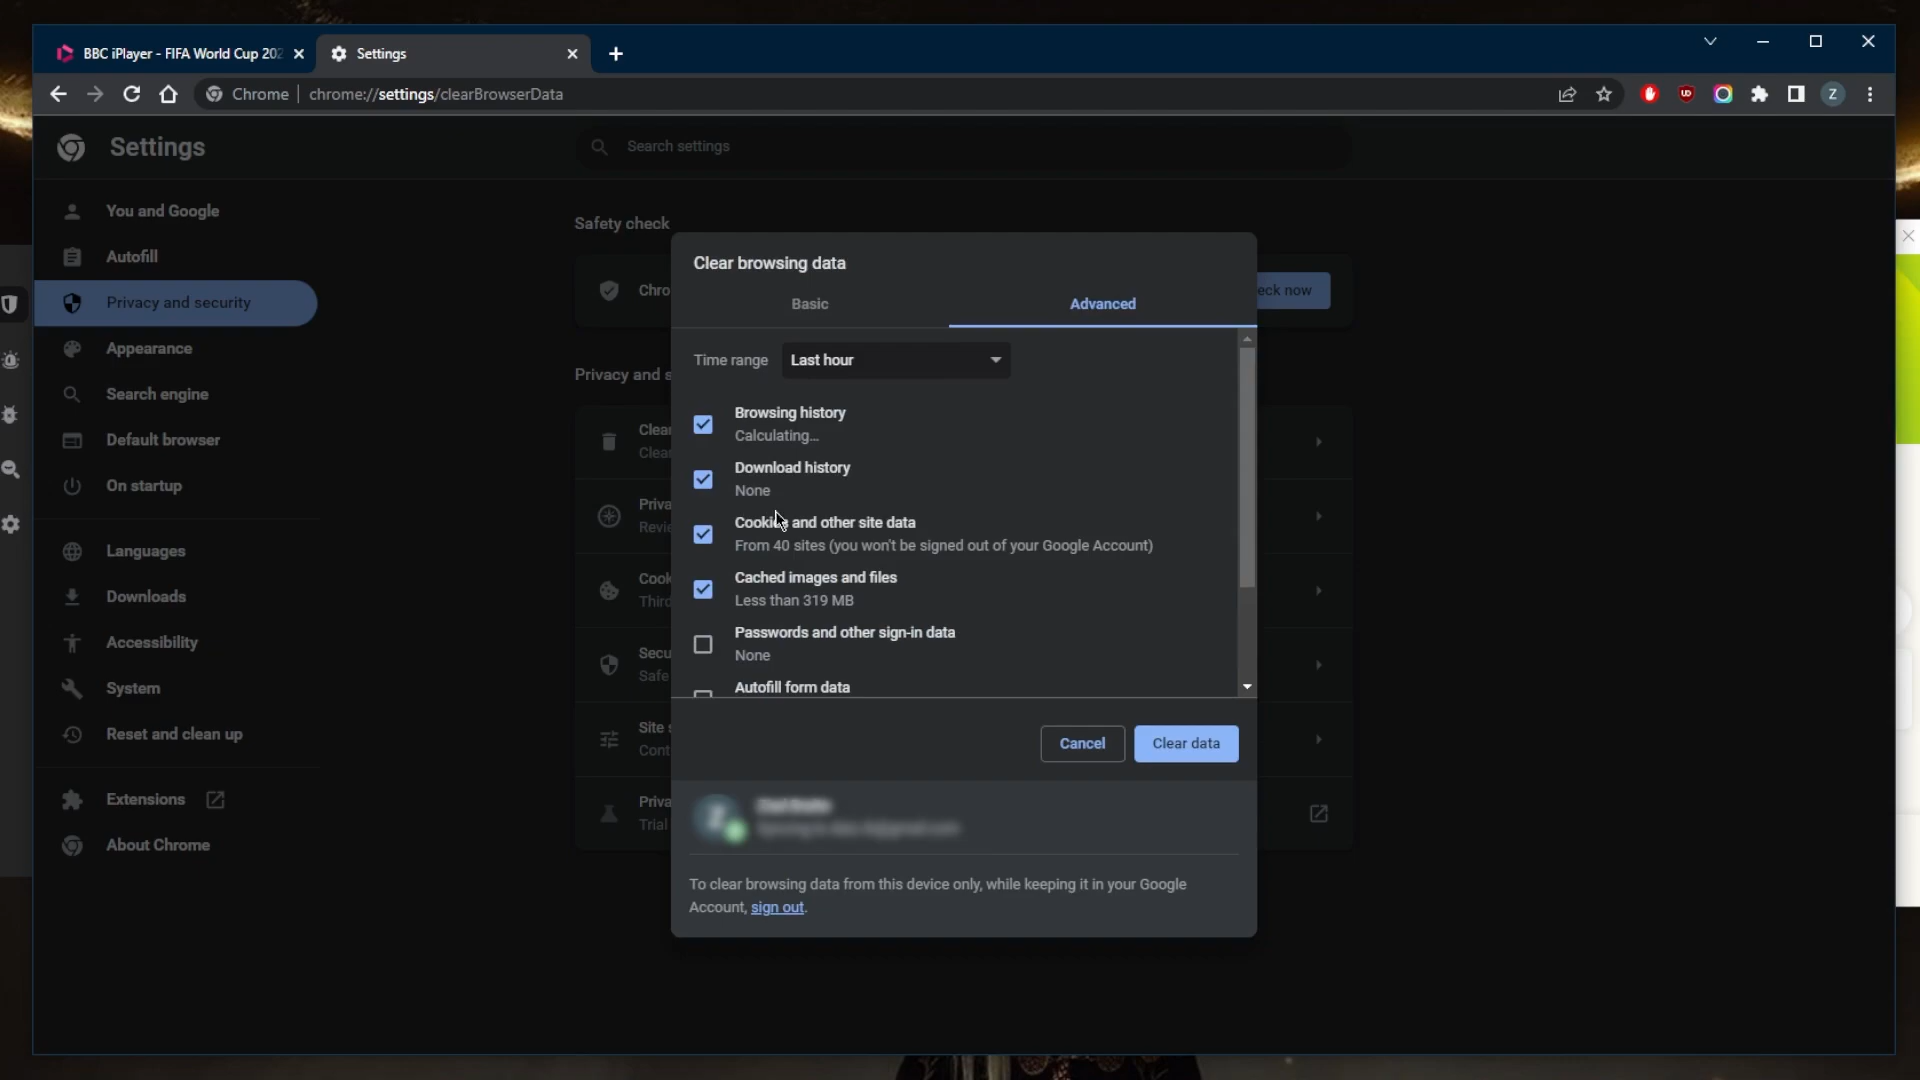 BBC iPlayer - FIFA World Cup 202
Settings
Chrome
chrome://settings/clearBrowserData
Z
Settings
Search settings
You and Google
Autofill
Privacy and security
Appearance
Search engine
Default browser
On startup
Languages
Downloads
Accessibility
System
Reset and clean up
Extensions
About Chrome
Safety check
Chro
eck now
Privacy and s
Clea
Clea
Priva
Revie
Cook
Third
Secu
Safe
Site s
Cont
Priva
Trial
Clear browsing data
Basic
Advanced
Time range
Last hour
Browsing history
Calculating...
Download history
None
Cookies and other site data
From 40 sites (you won't be signed out of your Google Account)
Cached images and files
Less than 319 MB
Passwords and other sign-in data
None
Autofill form data
Cancel
Clear data
To clear browsing data from this device only, while keeping it in your Google
Account, sign out.